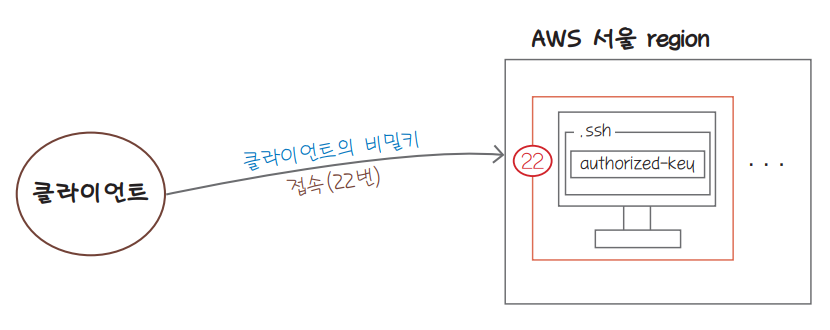 AWS 서울 region
클라이언트
클라이언트의 비밀키
접속(22번)
22
.ssh
authorized-key
...